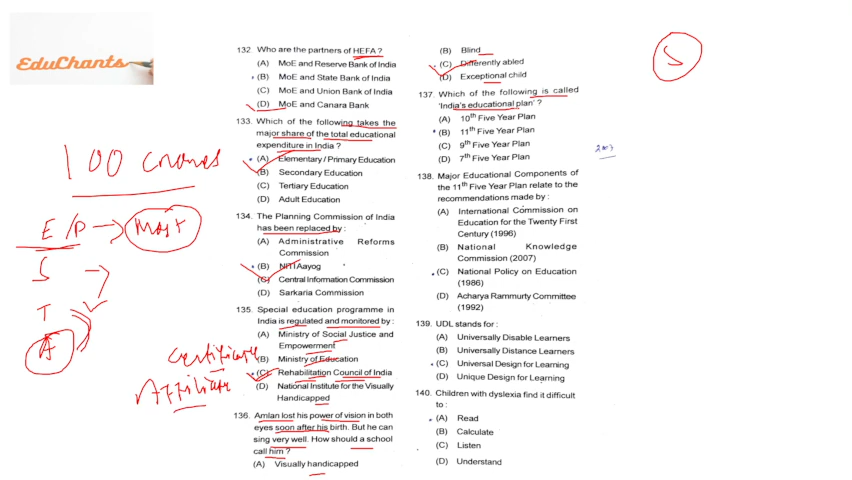 EduChants
100 crores
E/P → Most
S
T
A
Certificate
Affiliate
132. Who are the partners of HEFA ?
(A) MoE and Reserve Bank of India
(B) MoE and State Bank of India
(C) MoE and Union Bank of India
(D) MoE and Canara Bank
133. Which of the following takes the
major share of the total educational
expenditure in India ?
(A) Elementary / Primary Education
(B) Secondary Education
(C) Tertiary Education
(D) Adult Education
134. The Planning Commission of India
has been replaced by :
(A) Administrative Reforms
Commission
(B) NITI Aayog
(C) Central Information Commission
(D) Sarkaria Commission
135. Special education programme in
India is regulated and monitored by :
(A) Ministry of Social Justice and
Empowerment
(B) Ministry of Education
(C) Rehabilitation Council of India
(D) National Institute for the Visually
Handicapped
136. Amlan lost his power of vision in both
eyes soon after his birth. But he can
sing very well. How should a school
call him ?
(A) Visually handicapped
(B) Blind
(C) Differently abled
(D) Exceptional child
137. Which of the following is called
'India's educational plan' ?
(A) 10th Five Year Plan
(B) 11th Five Year Plan
(C) 9th Five Year Plan
(D) 7th Five Year Plan
138. Major Educational Components of
the 11th Five Year Plan relate to the
recommendations made by :
(A) International Commission on
Education for the Twenty First
Century (1996)
(B) National Knowledge
Commission (2007)
(C) National Policy on Education
(1986)
(D) Acharya Rammurty Committee
(1992)
139. UDL stands for :
(A) Universally Disable Learners
(B) Universally Distance Learners
(C) Universal Design for Learning
(D) Unique Design for Learning
140. Children with dyslexia find it difficult
to :
(A) Read
(B) Calculate
(C) Listen
(D) Understand
S